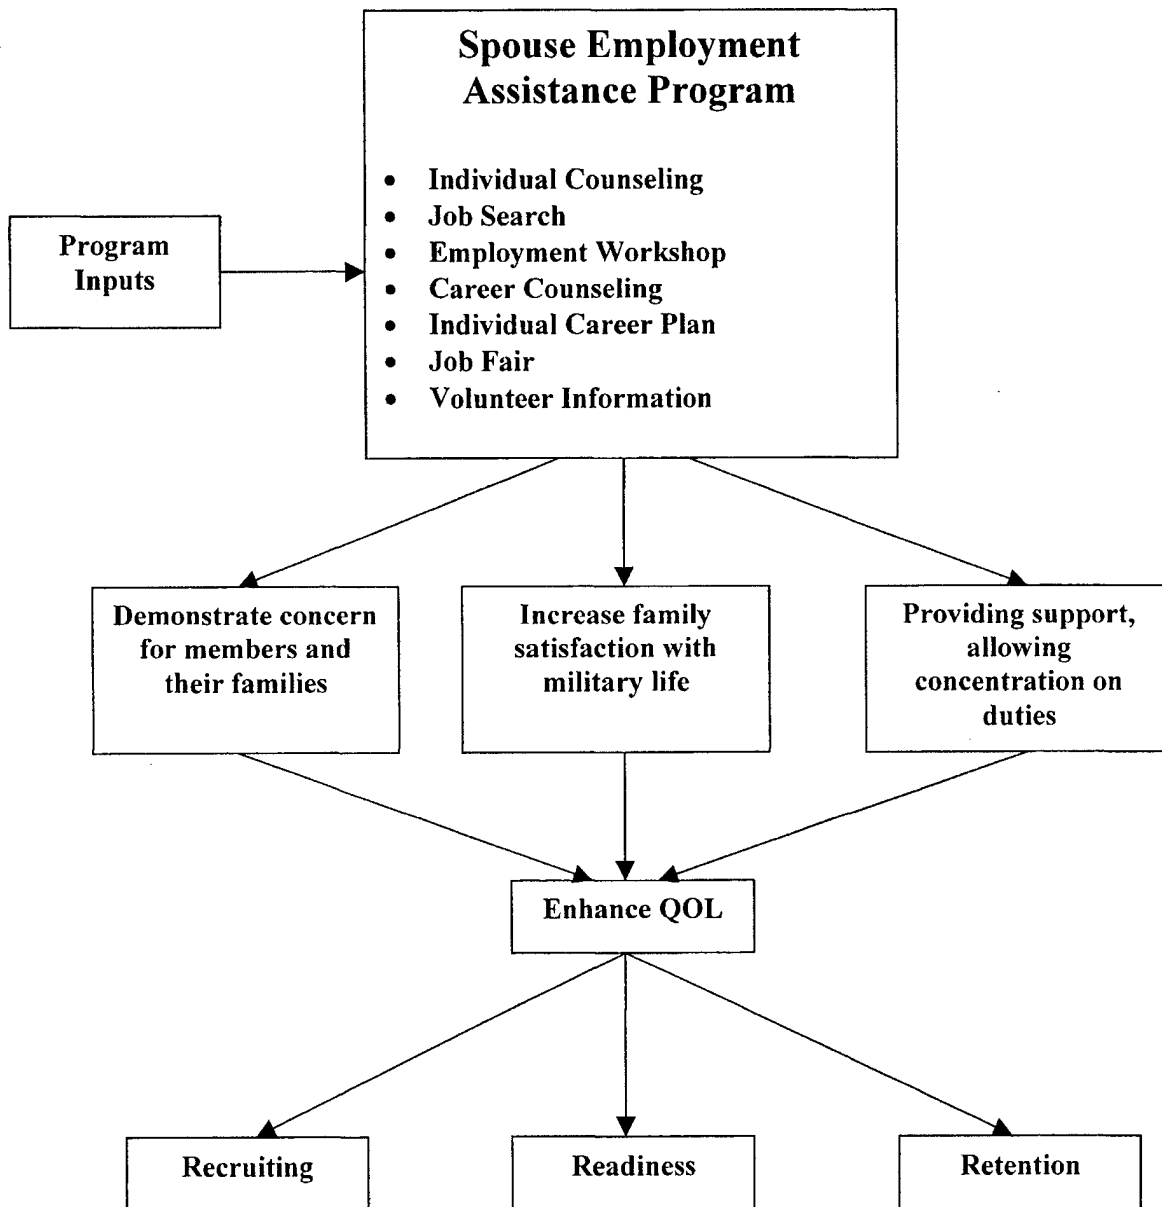 Spouse Employment
Assistance Program
• Individual Counseling
• Job Search
• Employment Workshop
• Career Counseling
• Individual Career Plan
• Job Fair
• Volunteer Information
Program
Inputs
Demonstrate concern
for members and
their families
Increase family
satisfaction with
military life
Providing support,
allowing
concentration on
duties
Enhance QOL
Recruiting
Readiness
Retention